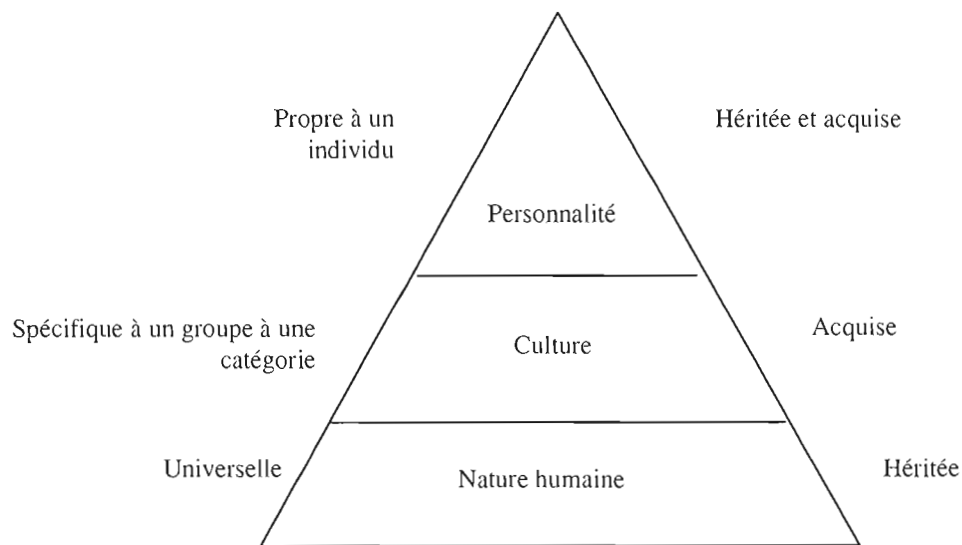 Propre à un
individu
Héritée et acquise
Personnalité
Spécifique à un groupe à une
catégorie
Culture
Acquise
Universelle
Nature humaine
Héritée